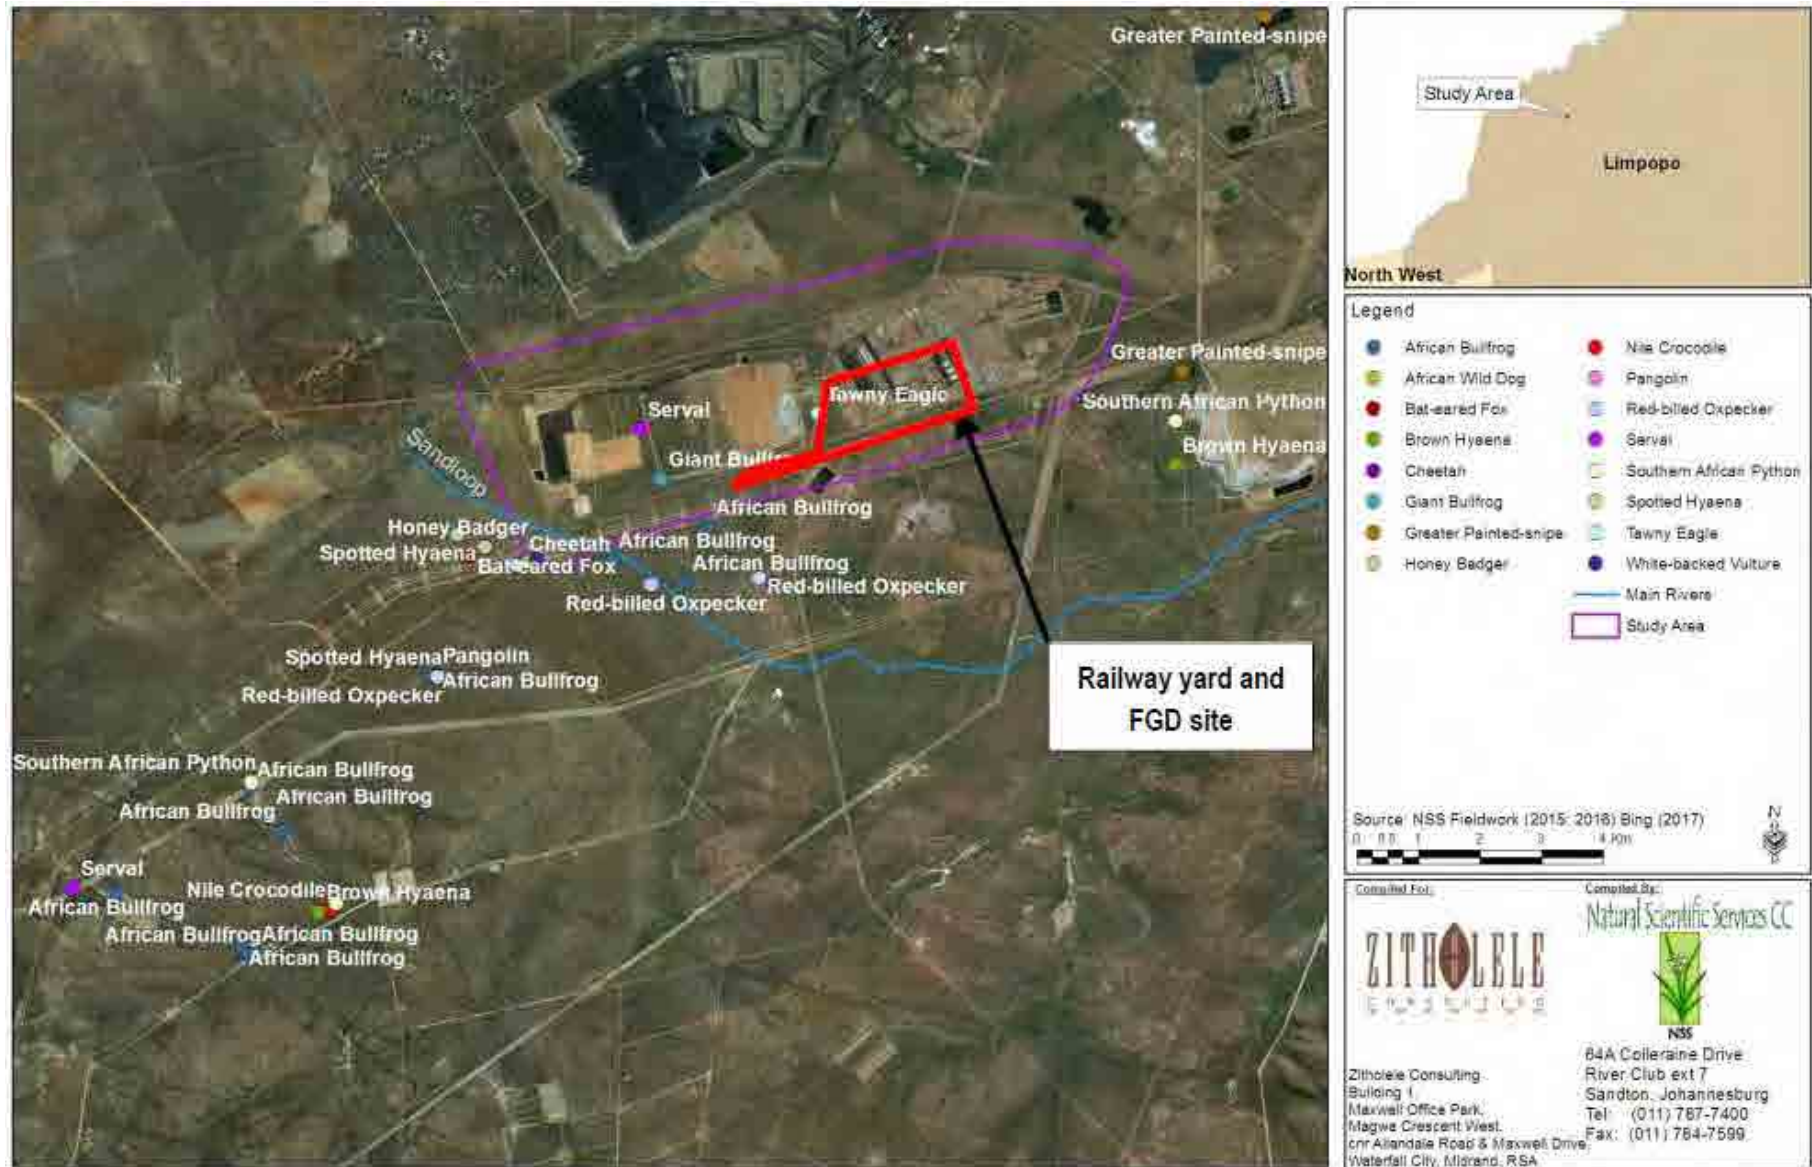 Greater Painted-snipe
Greater Painted-snipe
Tawny Eagle
Southern African Python
Serval
Brown Hyaena
Sandloop
Giant
African Bullfrog
Honey Badger
Cheetah
African Bullfrog
Spotted Hyaena
Bat-eared Fox
African Bullfrog
Red-billed Oxpecker
Red-billed Oxpecker
Spotted Hyaena
Pangolin
African Bullfrog
Red-billed Oxpecker
Railway yard and
FGD site
Southern African Python
African Bullfrog
African Bullfrog
African Bullfrog
Serval
Nile Crocodile
Brown Hyaena
African Bullfrog
African Bullfrog
African Bullfrog
African Bullfrog
Study Area
Limpopo
North West
Legend
African Bullfrog
African Wild Dog
Bat-eared Fox
Brown Hyaena
Cheetah
Giant Bullfrog
Greater Painted-snipe
Honey Badger
Nile Crocodile
Pangolin
Red-billed Oxpecker
Serval
Southern African Python
Spotted Hyaena
Tawny Eagle
White-backed Vulture
Main Rivers
Study Area
Source: NSS Fieldwork (2015; 2016) Bing (2017)
0 0.5 1 2 3 4 Km
N
Compiled For:
ZITHOLELE
CONSULTING
Zitholele Consulting
Building 1,
Maxwell Office Park,
Magwa Crescent West,
cnr Allandale Road & Maxwell Drive
Waterfall City, Midrand, RSA
Compiled By:
Natural Scientific Services CC
NSS
64A Colleraine Drive
River Club ext 7
Sandton, Johannesburg
Tel: (011) 787-7400
Fax: (011) 784-7599